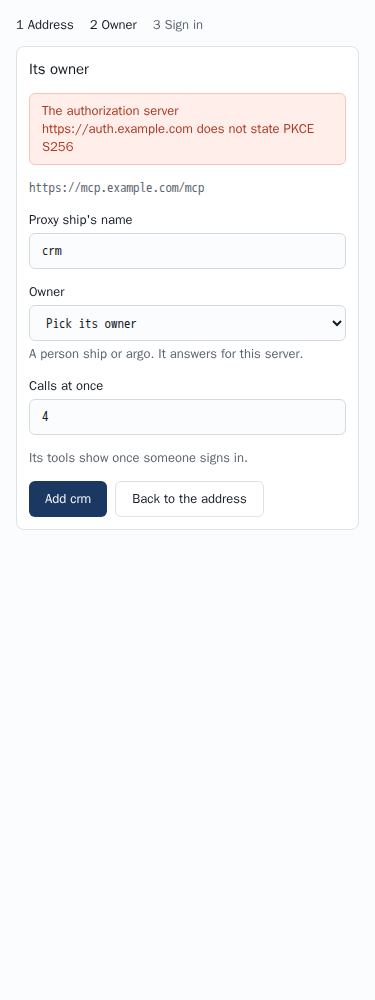 1 Address 2 Owner 3 Sign in
Its owner
The authorization server
https://auth.example.com does not state PKCE
S256
https://mcp.example.com/mcp
Proxy ship's name
crm
Owner
Pick its owner
A person ship or argo. It answers for this server.
Calls at once
4
Its tools show once someone signs in.
Add crm Back to the address